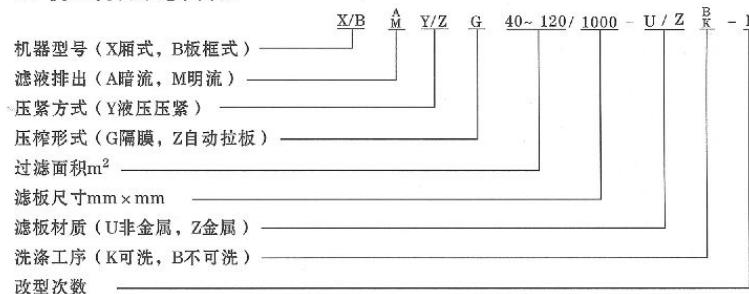 X/B A/M Y/Z G 40~120/1000-U/Z B/K -
机器型号（X厢式，B板框式）
滤液排出（A暗流，M明流）
压紧方式（Y液压压紧）
压榨形式（G隔膜，Z自动拉板）
过滤面积m²
滤板尺寸mm×mm
滤板材质（U非金属，Z金属）
洗涤工序（K可洗，B不可洗）
改型次数